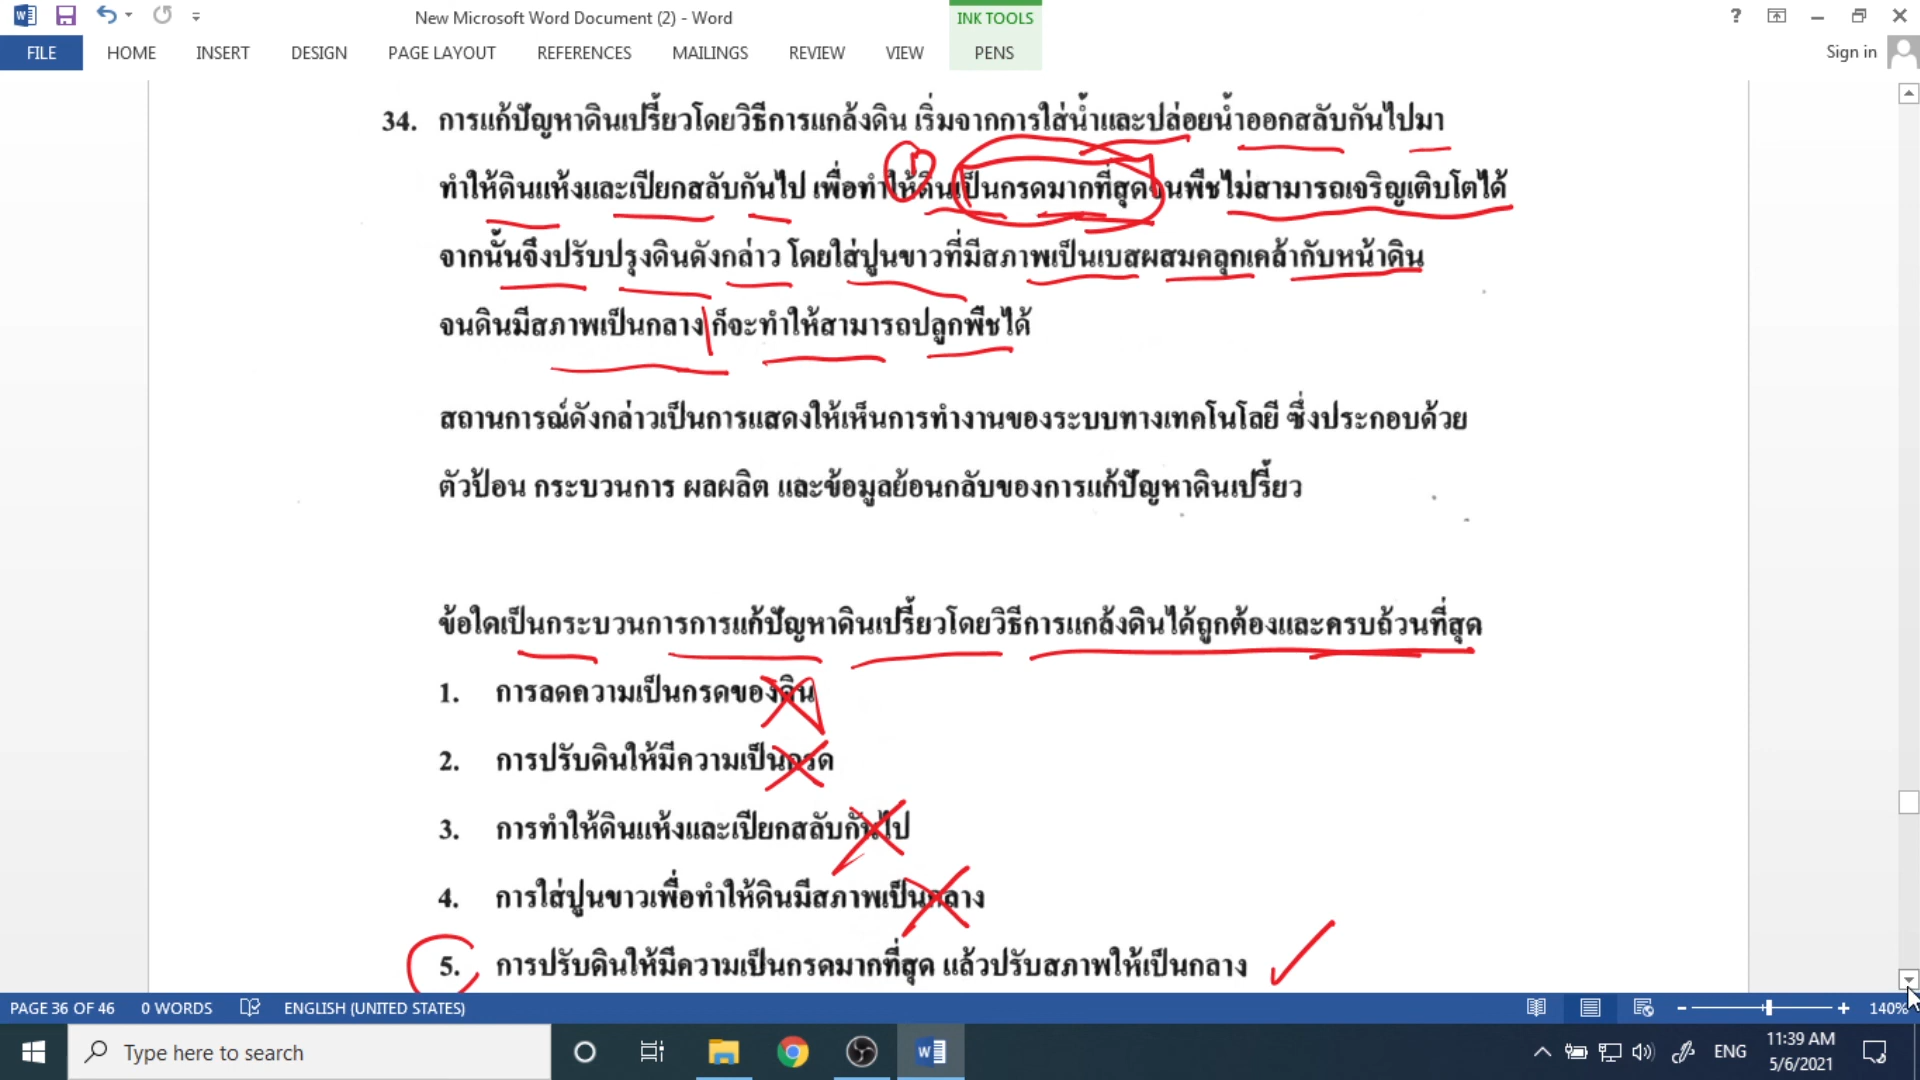 New Microsoft Word Document (2) - Word
INK TOOLS
FILE HOME INSERT DESIGN PAGE LAYOUT REFERENCES MAILINGS REVIEW VIEW PENS
Sign in
34. การแก้ปัญหาดินเปรี้ยวโดยวิธีการแกล้งดิน เริ่มจากการใส่น้ำและปล่อยน้ำออกสลับกันไปมา
ทำให้ดินแห้งและเปียกสลับกันไป เพื่อทำให้ดินเป็นกรดมากที่สุดจนพืชไม่สามารถเจริญเติบโตได้
จากนั้นจึงปรับปรุงดินดังกล่าว โดยใส่ปูนขาวที่มีสภาพเป็นเบสผสมคลุกเคล้ากับหน้าดิน
จนดินมีสภาพเป็นกลาง ก็จะทำให้สามารถปลูกพืชได้
สถานการณ์ดังกล่าวเป็นการแสดงให้เห็นการทำงานของระบบทางเทคโนโลยี ซึ่งประกอบด้วย
ตัวป้อน กระบวนการ ผลผลิต และข้อมูลย้อนกลับของการแก้ปัญหาดินเปรี้ยว
ข้อใดเป็นกระบวนการการแก้ปัญหาดินเปรี้ยวโดยวิธีการแกล้งดินได้ถูกต้องและครบถ้วนที่สุด
1. การลดความเป็นกรดของดิน
2. การปรับดินให้มีความเป็นกรด
3. การทำให้ดินแห้งและเปียกสลับกันไป
4. การใส่ปูนขาวเพื่อทำให้ดินมีสภาพเป็นกลาง
5. การปรับดินให้มีความเป็นกรดมากที่สุด แล้วปรับสภาพให้เป็นกลาง
PAGE 36 OF 46 0 WORDS ENGLISH (UNITED STATES) 140%
Type here to search
ENG
11:39 AM
5/6/2021